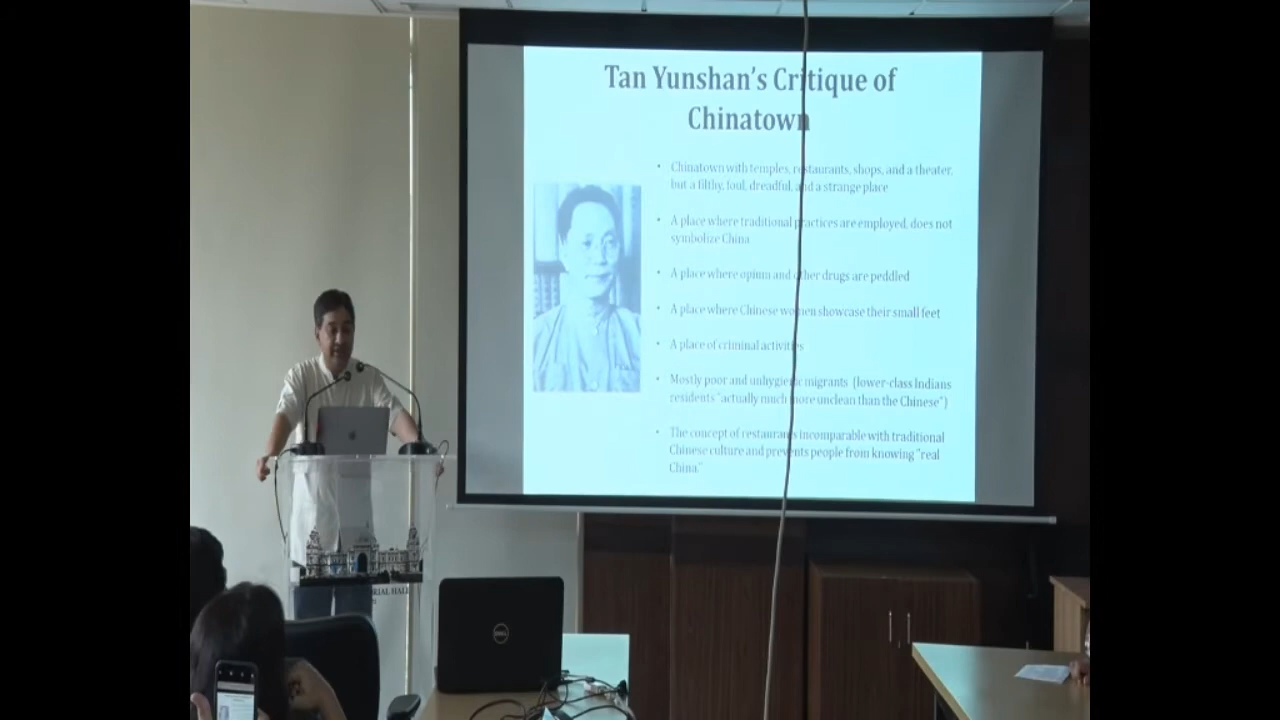 Tan Yunshan's Critique of
Chinatown
• Chinatown with temples, restaurants, shops, and a theater,
but a filthy, foul, dreadful, and a strange place
• A place where traditional practices are employed, does not
symbolize China
• A place where opium and other drugs are peddled
• A place where Chinese women showcase their small feet
• A place of criminal activities
• Mostly poor and unhygienic migrants (lower-class Indians
residents "actually much more unclean than the Chinese")
• The concept of restaurants incomparable with traditional
Chinese culture and prevents people from knowing "real
China."
RIAL HALL
DELL